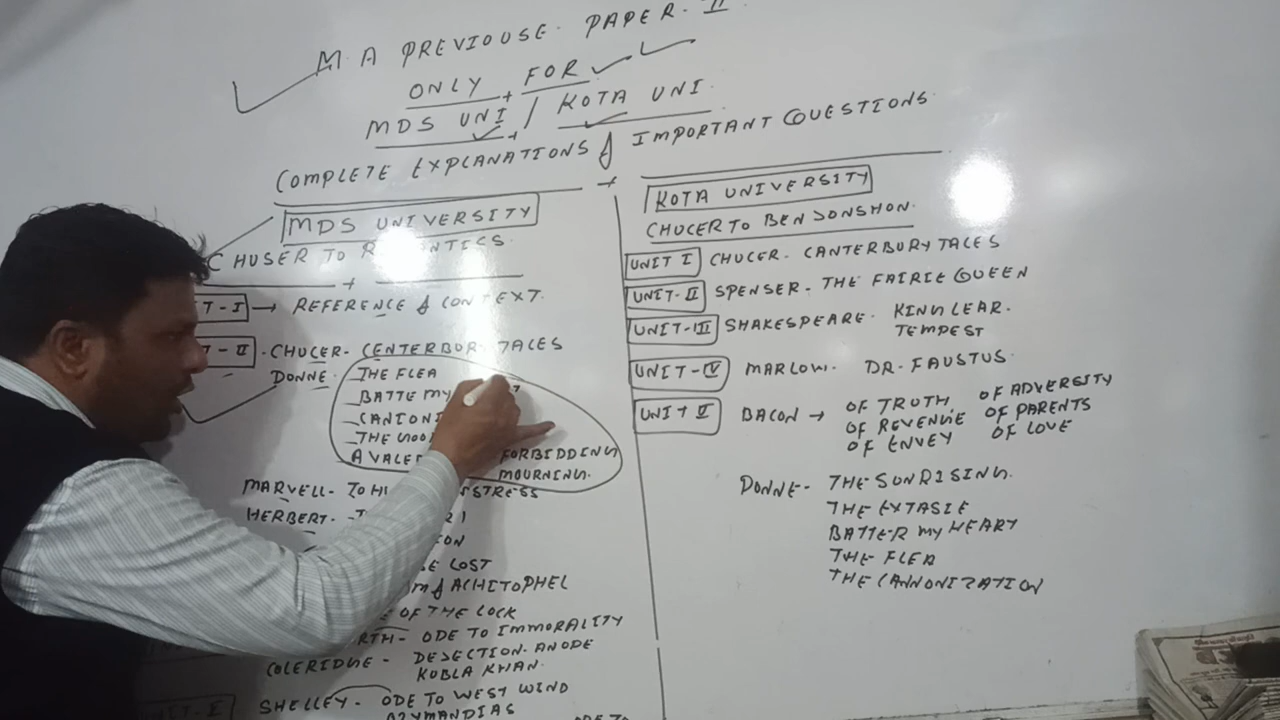 M.A PREVIOUSE. PAPER. II
ONLY FOR
MDS UNI / KOTA UNI.
COMPLETE EXPLANATIONS & IMPORTANT QUESTIONS
MDS UNIVERSITY
CHUSER TO
REFERENCE & CONTEXT.
CHUCER- CENTERBUR TALES
DONNE THE FLEA
BATTE MY
THE
FORBIDDING
MOURNING.
MARVELL- TO
HERBERT-
LOST
& ACHITOPHEL
OF THE LOCK
ODE TO IMMORALITY
COLERIDGE - DEJECTION. AN ODE
KUBLA KHAN.
SHELLEY- ODE TO WEST WIND
OZYMANDIAS
KOTA UNIVERSITY
CHUCER TO BEN JONSHON.
UNIT I CHUCER. CANTERBURY TALES
UNIT-II SPENSER- THE FAIRIE QUEEN
UNIT-III SHAKESPEARE- KING LEAR.
TEMPEST
UNIT-IV MARLOW. DR. FAUSTUS.
UNIT V BACON → OF TRUTH OF ADVERSITY
OF REVENGE OF PARENTS
OF ENVEY OF LOVE
DONNE- THE SUNRISING.
THE EXTASIE
BATTER MY HEART
THE FLEA
THE CANNONIZATION